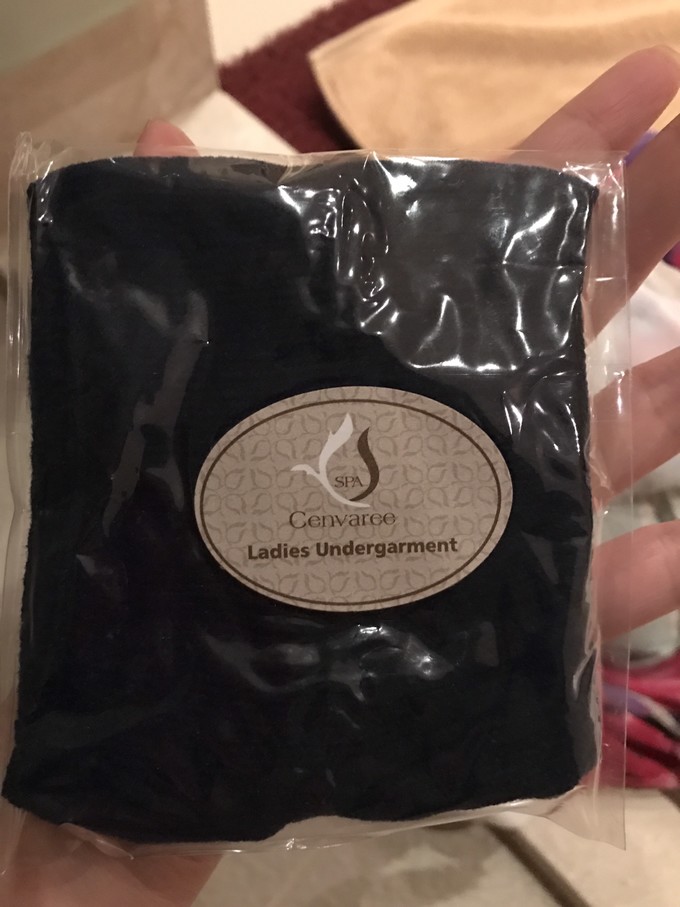 SPA
Cenvaree
Ladies Undergarment